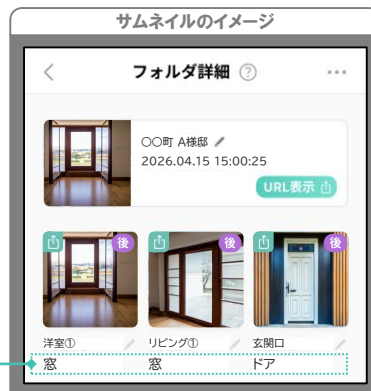 サムネイルのイメージ
フォルダ詳細 ?
〇〇町 A様邸
2026.04.15 15:00:25
URL表示
後 後 後
洋室① リビング① 玄関口
窓 窓 ドア